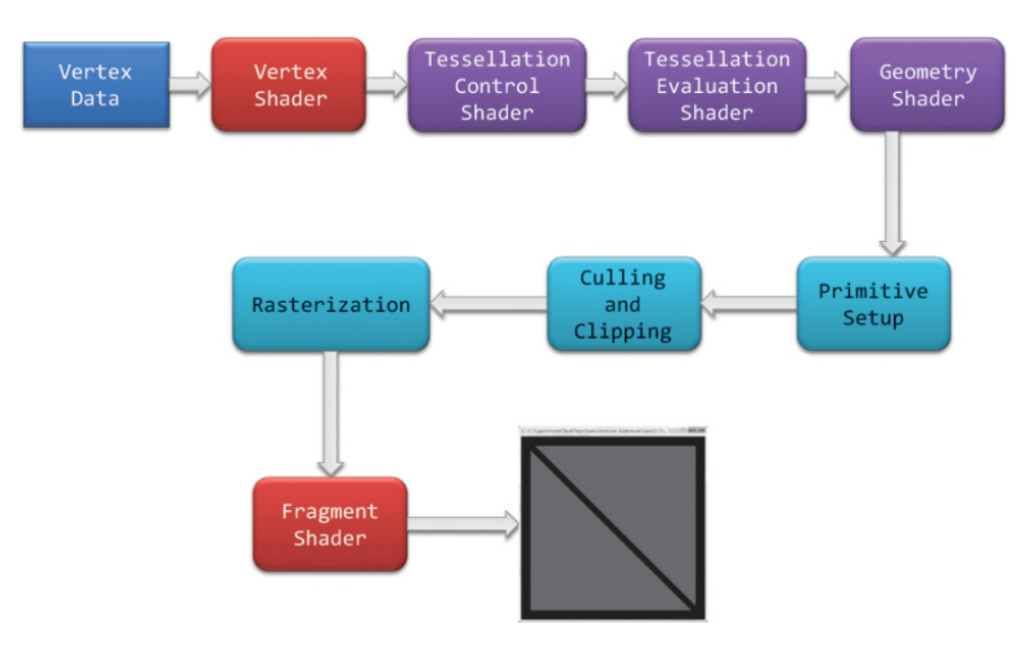 Vertex
Data
Vertex
Shader
Tessellation
Control
Shader
Tessellation
Evaluation
Shader
Geometry
Shader
Primitive
Setup
Culling
and
Clipping
Rasterization
Fragment
Shader